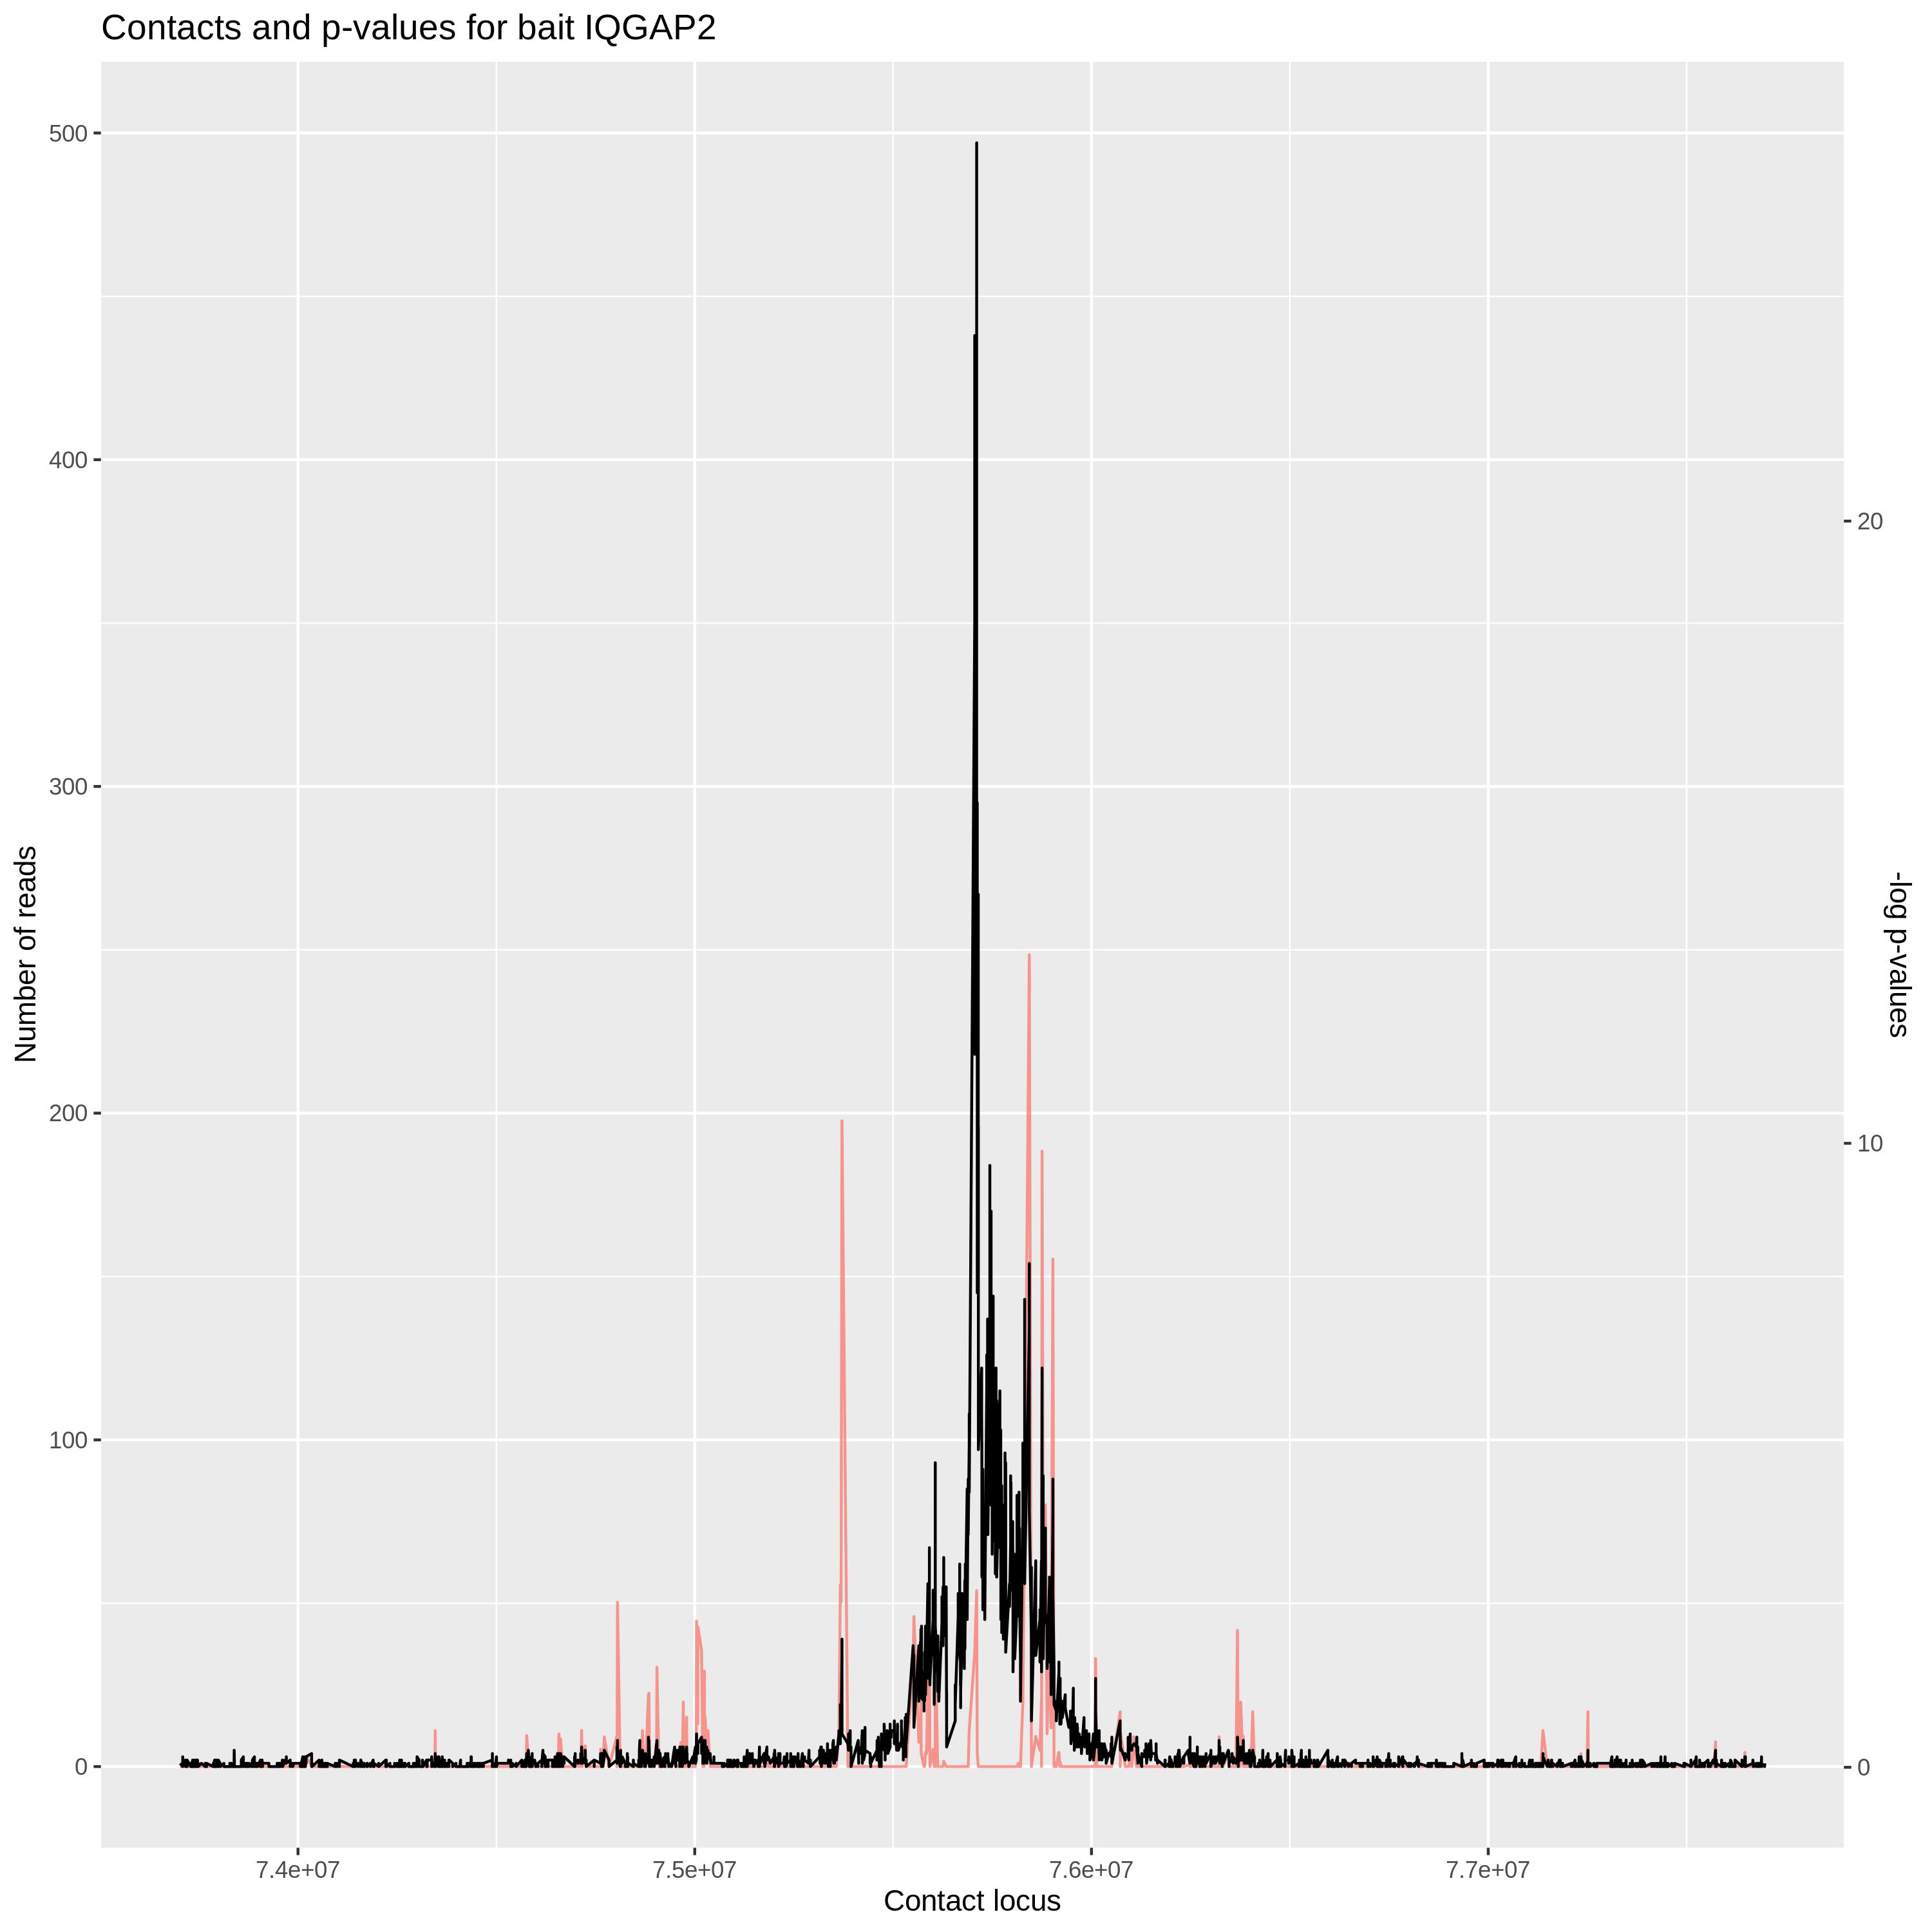 Contacts and p-values for bait IQGAP2
500
400
300
200
100
0
Number of reads
20
10
0
-log p-values
7.4e+07
7.5e+07
7.6e+07
7.7e+07
Contact locus